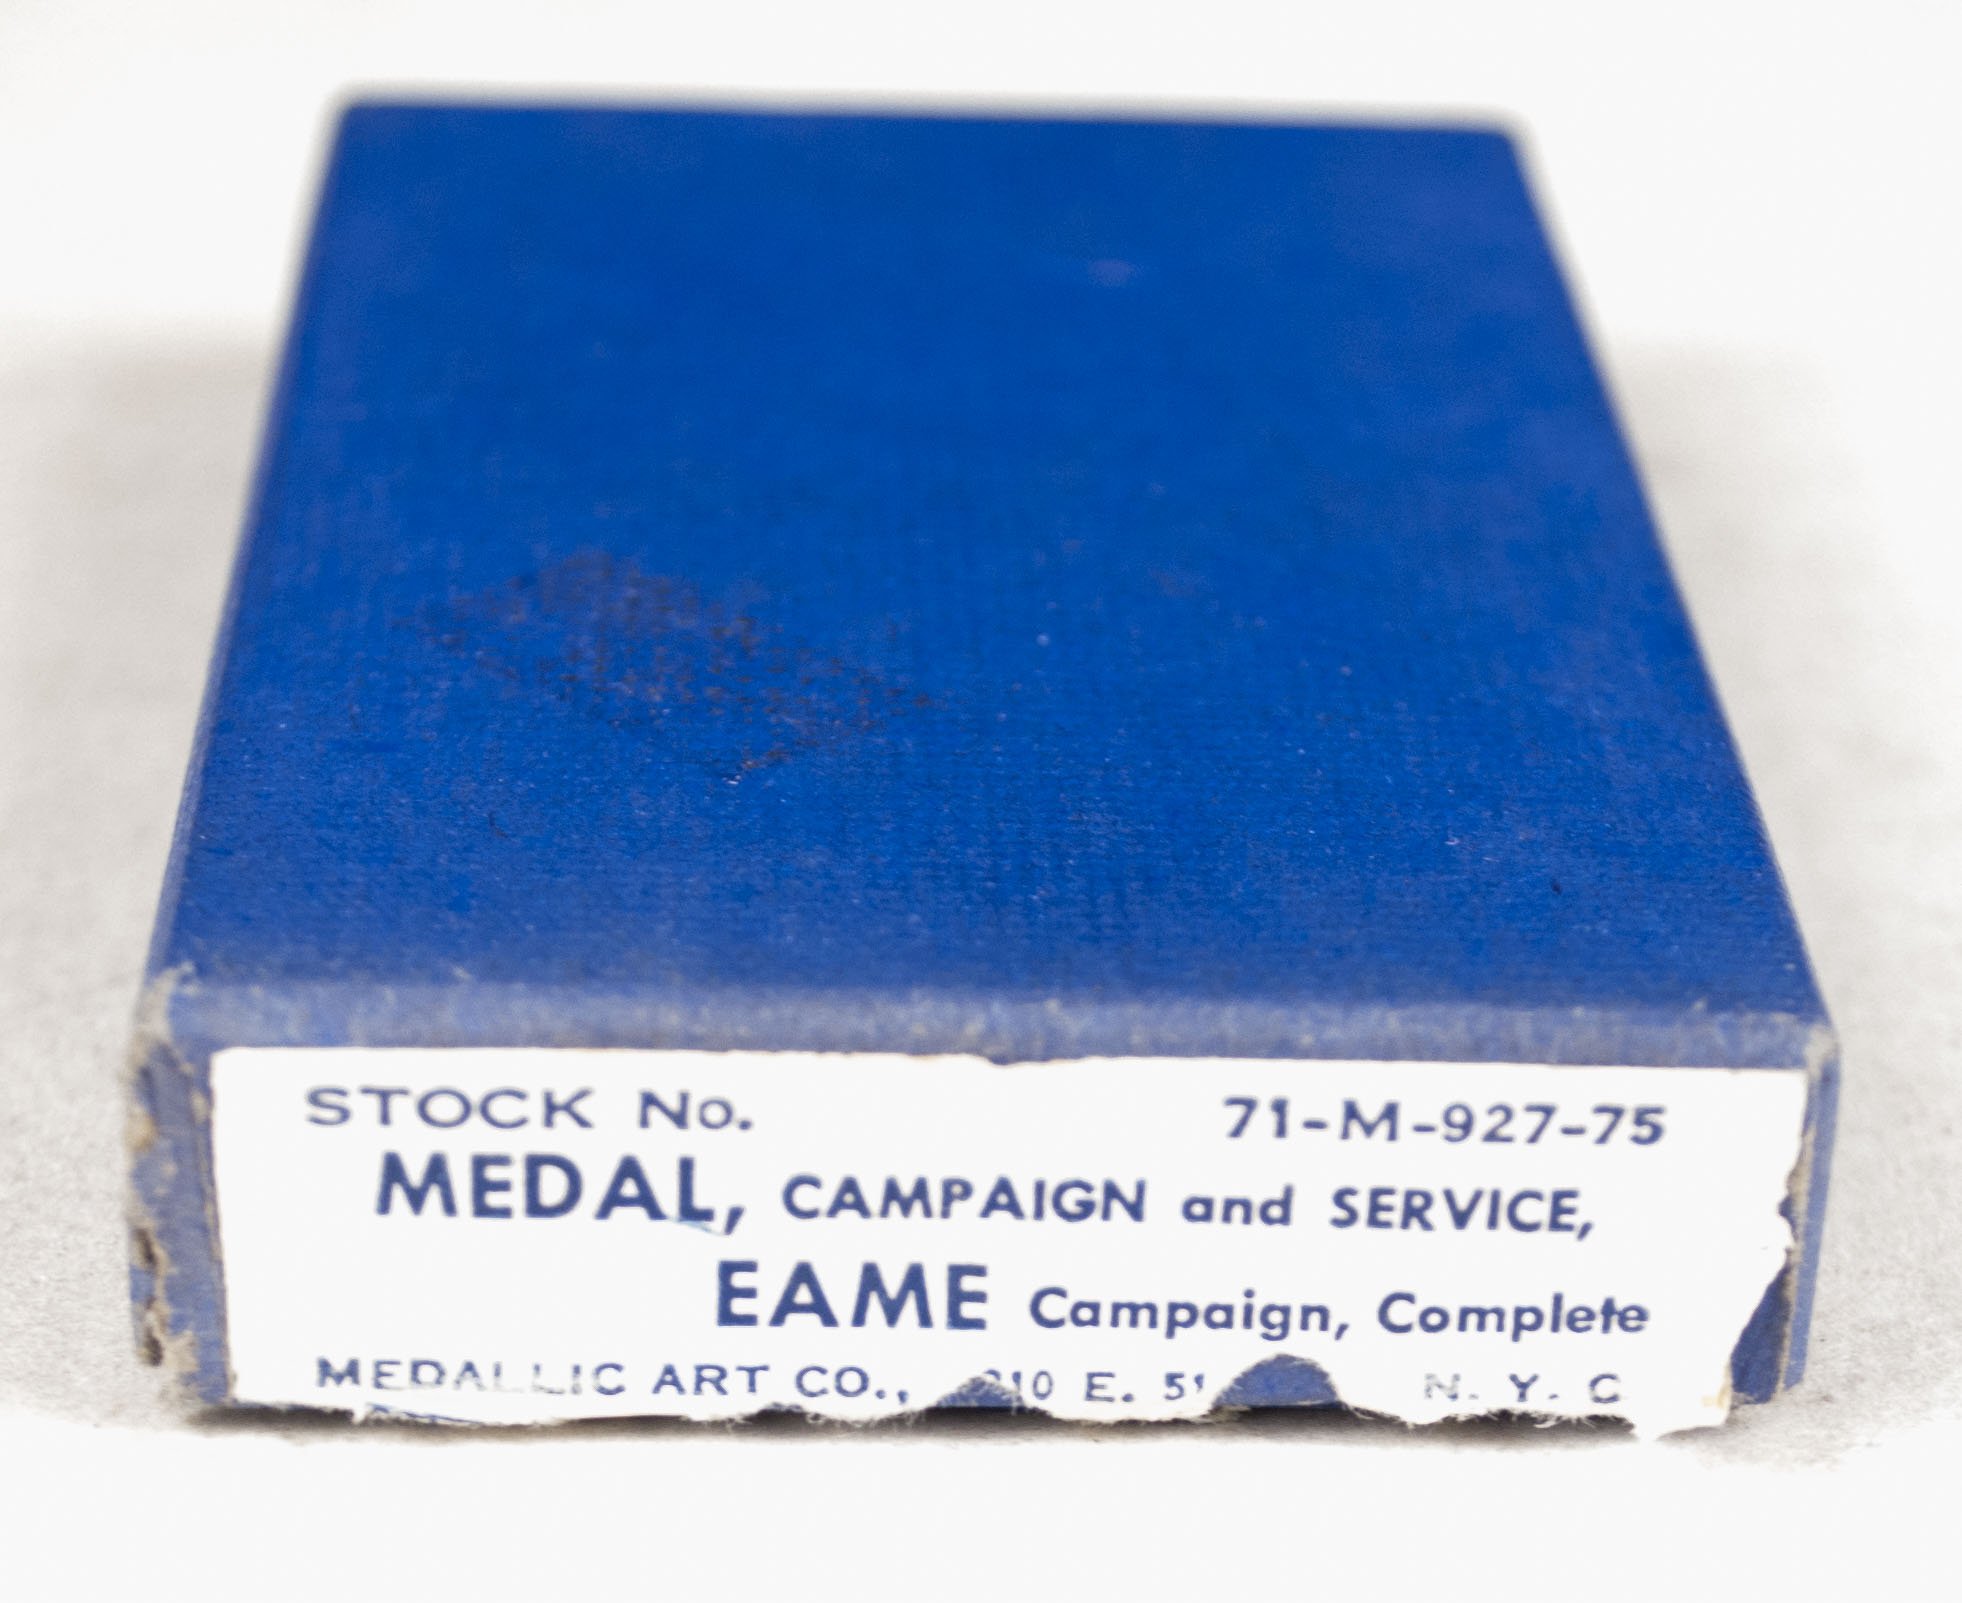 STOCK No. 71-M-927-75
MEDAL, CAMPAIGN and SERVICE,
EAME Campaign, Complete
MEDALLIC ART CO., E. N. Y. C